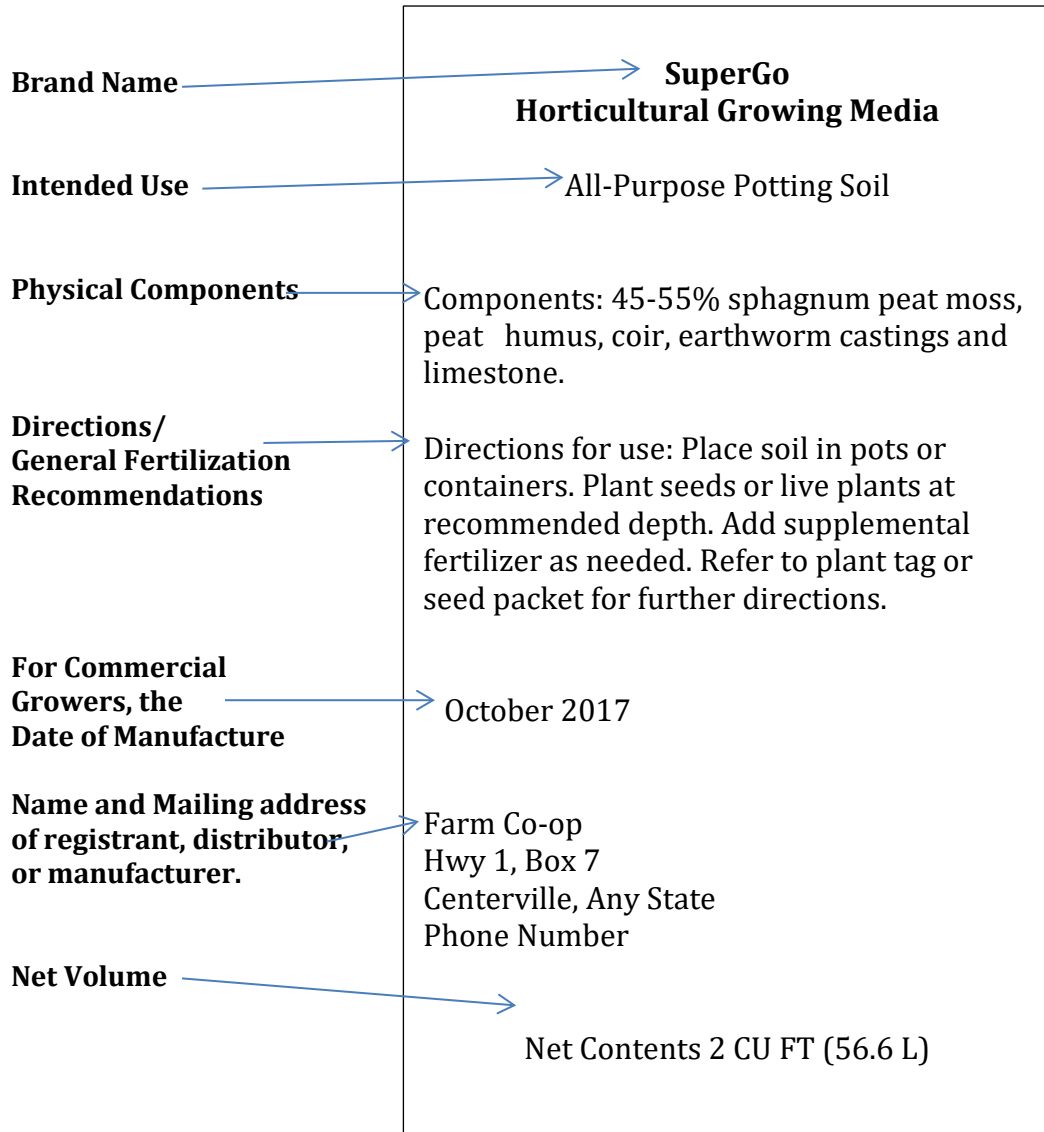 Brand Name
SuperGo
Horticultural Growing Media
Intended Use
All-Purpose Potting Soil
Physical Components
Components: 45-55% sphagnum peat moss,
peat humus, coir, earthworm castings and
limestone.
Directions/
General Fertilization
Recommendations
Directions for use: Place soil in pots or
containers. Plant seeds or live plants at
recommended depth. Add supplemental
fertilizer as needed. Refer to plant tag or
seed packet for further directions.
For Commercial
Growers, the
Date of Manufacture
October 2017
Name and Mailing address
of registrant, distributor,
or manufacturer.
Farm Co-op
Hwy 1, Box 7
Centerville, Any State
Phone Number
Net Volume
Net Contents 2 CU FT (56.6 L)